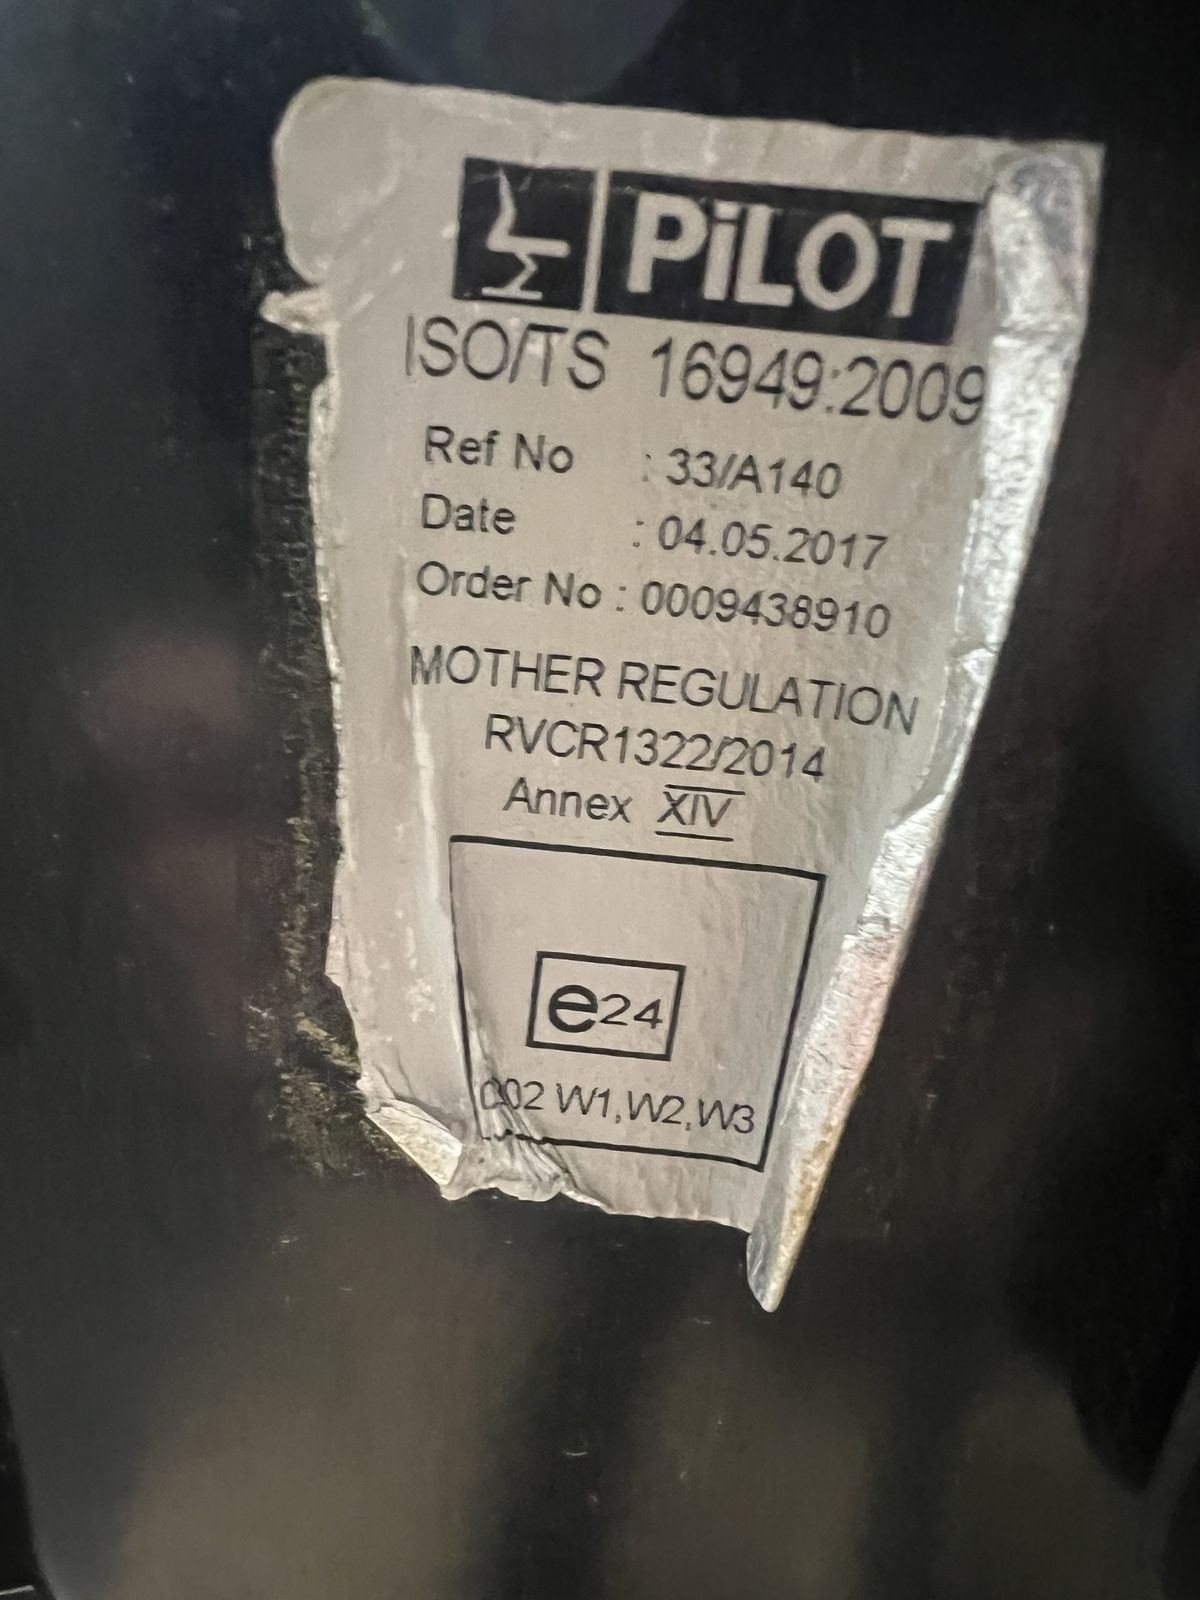 PiLOT
ISO/TS 16949:2009
Ref No : 33/A140
Date : 04.05.2017
Order No : 0009438910
MOTHER REGULATION
RVCR1322/2014
Annex XIV
e24
002 W1,W2,W3